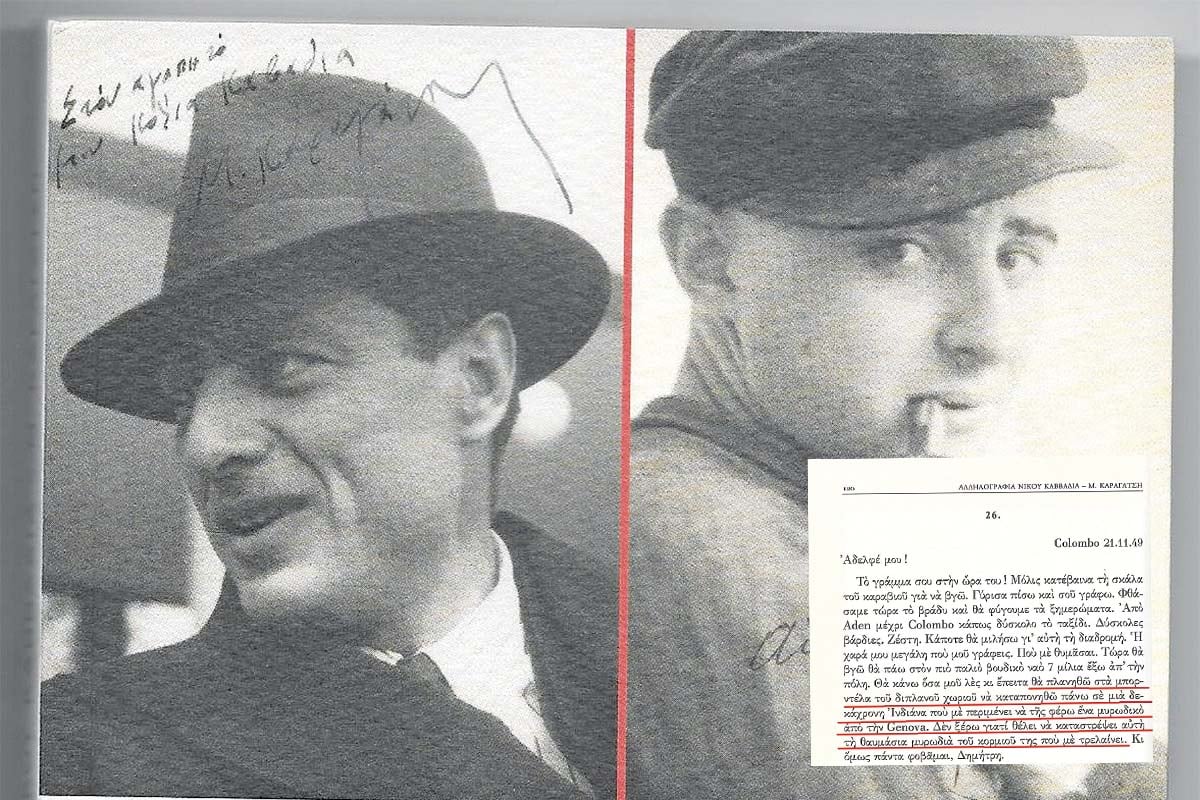 Στόν αγαπητό
μου Κώστα Καββαδία
Μ. Καραγάτση
ΑΛΛΗΛΟΓΡΑΦΙΑ ΝΙΚΟΥ ΚΑΒΒΑΔΙΑ – Μ. ΚΑΡΑΓΑΤΣΗ
26.
Colombo 21.11.49
Ἀδελφέ μου !
Τὸ γράμμα σου στὴν ὥρα του ! Μόλις κατέβαινα τὴ σκάλα
τοῦ καραβιοῦ γιὰ νὰ βγῶ. Γύρισα πίσω καὶ σοῦ γράφω. Φθά-
σαμε τώρα τὸ βράδυ καὶ θὰ φύγουμε τὰ ξημερώματα. Ἀπὸ
Aden μέχρι Colombo κάπως δύσκολο τὸ ταξίδι. Δύσκολες
βάρδιες. Ζέστη. Κάποτε θὰ μιλήσω γι' αὐτὴ τὴ διαδρομή. Ἡ
χαρά μου μεγάλη ποὺ μοῦ γράφεις. Ποὺ μὲ θυμᾶσαι. Τώρα θὰ
βγῶ θὰ πάω στὸν πιὸ παλιὸ βουδικὸ ναὸ 7 μίλια ἔξω ἀπ' τὴν
πόλη. Θὰ κάνω ὅσα μοῦ λὲς κι ἔπειτα θὰ πλανηθῶ στὰ μπορ-
ντέλα τοῦ διπλανοῦ χωριοῦ νὰ καταπονηθῶ πάνω σὲ μιὰ δε-
κάχρονη Ἰνδιάνα ποὺ μὲ περιμένει νὰ τῆς φέρω ἕνα μυρωδικὸ
ἀπὸ τὴν Genova. Δὲν ξέρω γιατί θέλει νὰ καταστρέψει αὐτὴ
τὴ θαυμάσια μυρωδιὰ τοῦ κορμιοῦ της ποὺ μὲ τρελαίνει. Κι
ὅμως πάντα φοβᾶμαι, Δημήτρη.